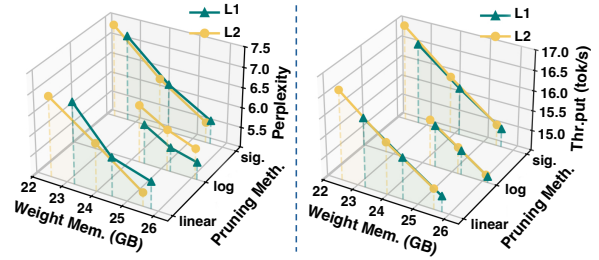 L1
L2
7.5
7.0
6.5
6.0
5.5
Perplexity
sig.
log
linear
Pruning Meth.
22
23
24
25
26
Weight Mem. (GB)
L1
L2
17.0
16.5
16.0
15.5
15.0
Thr.put (tok/s)
sig.
log
linear
Pruning Meth.
22
23
24
25
26
Weight Mem. (GB)